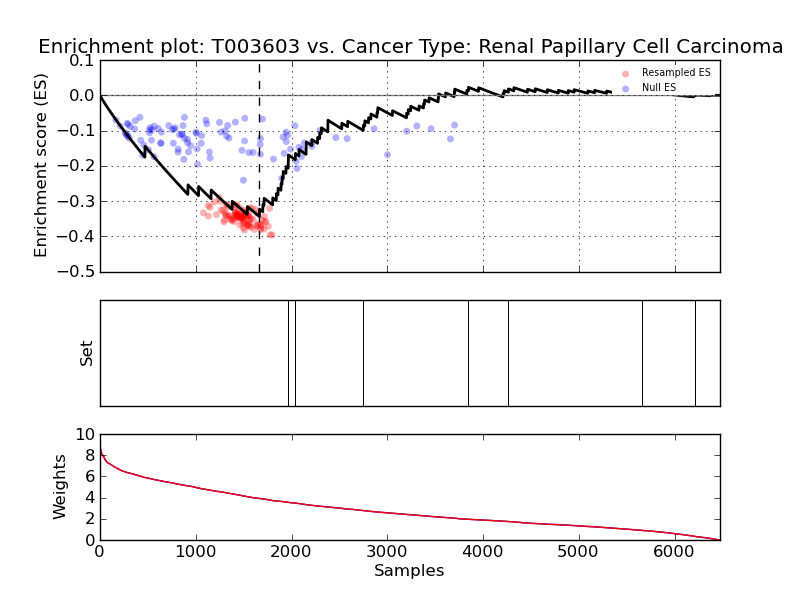 Enrichment plot: T003603 vs. Cancer Type: Renal Papillary Cell Carcinoma
0.1
0.0
−0.1
−0.2
−0.3
−0.4
−0.5
Enrichment score (ES)
Resampled ES
Null ES
Set
10
8
6
4
2
0
Weights
0 1000 2000 3000 4000 5000 6000
Samples